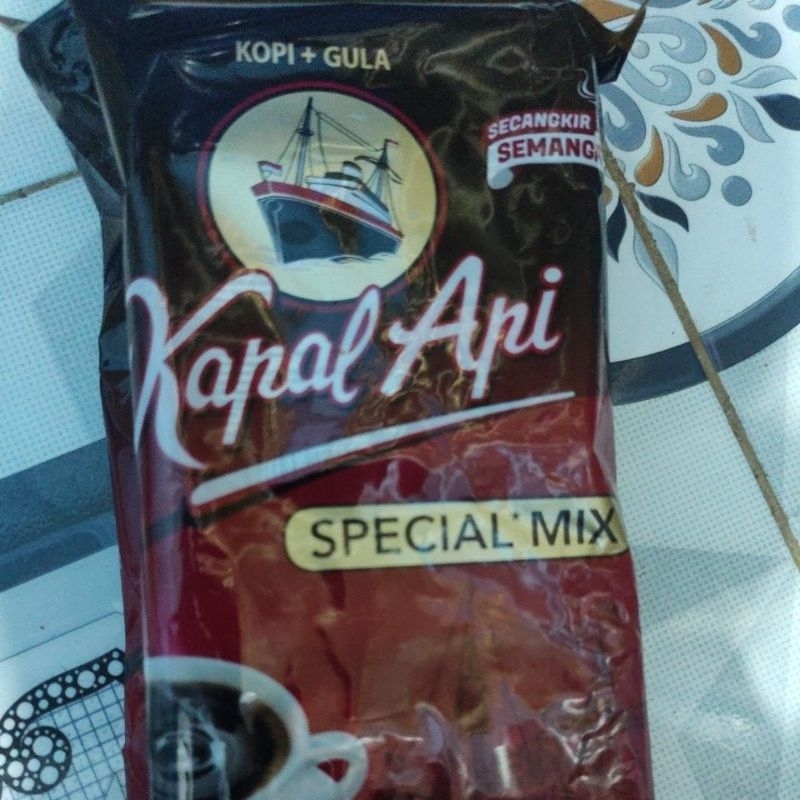 KOPI + GULA
SECANGKIR
Kapal Api
SPECIAL MIX